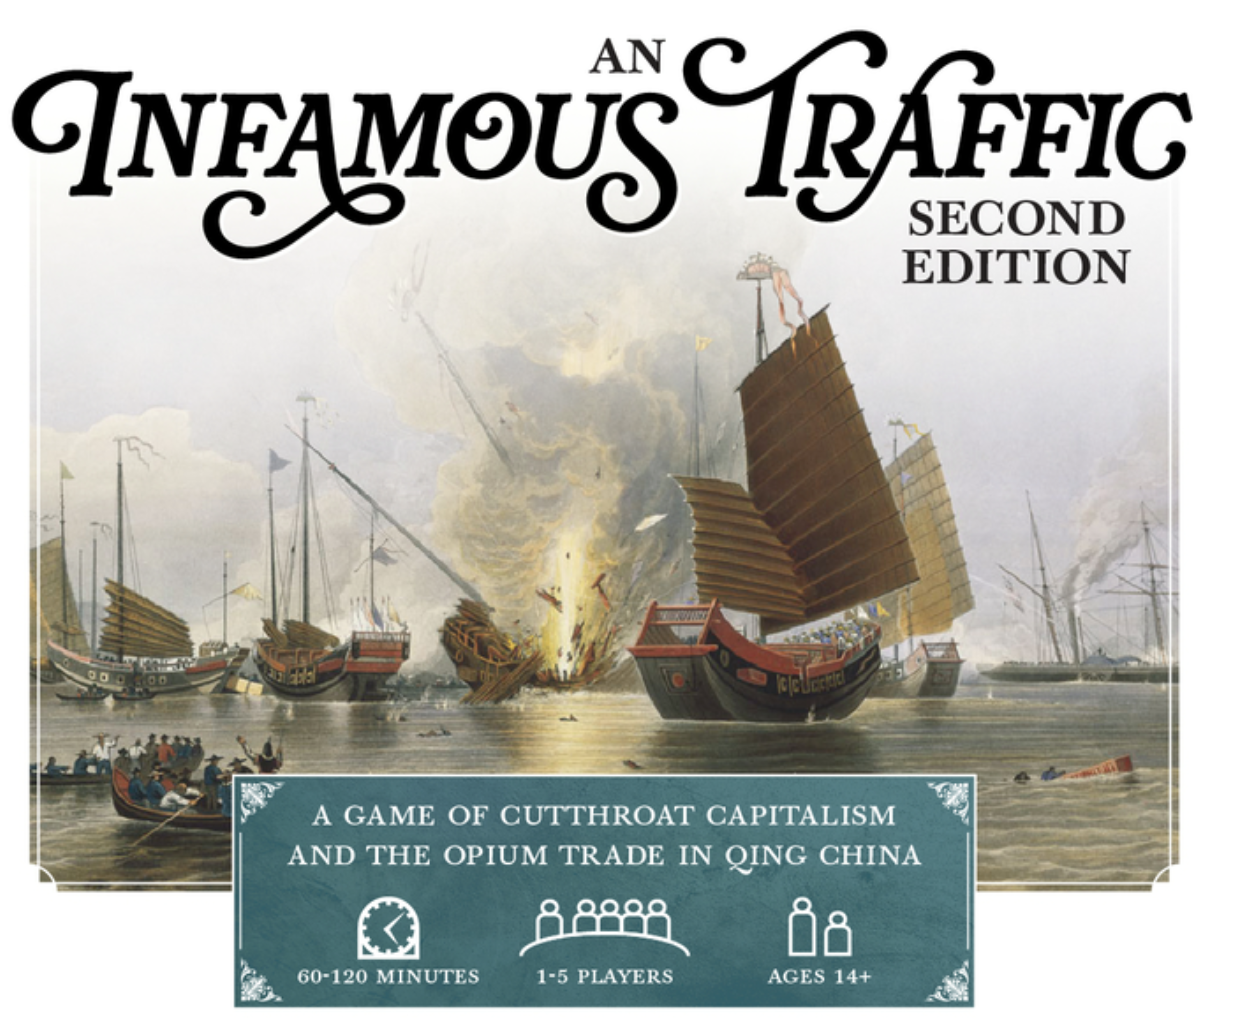 AN
INFAMOUS TRAFFIC
SECOND
EDITION
A GAME OF CUTTHROAT CAPITALISM
AND THE OPIUM TRADE IN QING CHINA
60-120 MINUTES
1-5 PLAYERS
AGES 14+